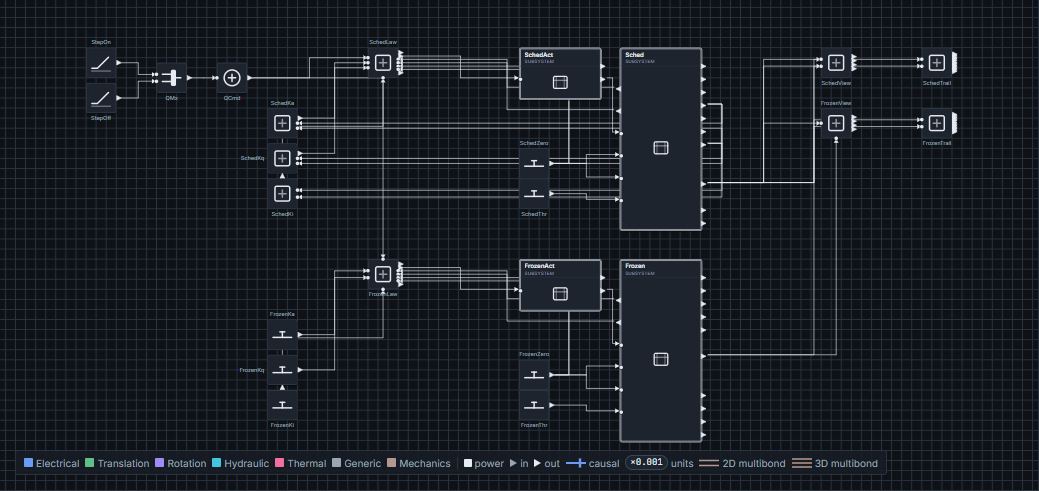 StepOn
StepOff
QMx
QCmd
SchedLaw
SchedKa
SchedKq
SchedKi
SchedAct
SUBSYSTEM
Sched
SUBSYSTEM
SchedZero
SchedThr
SchedView
SchedTrail
FrozenView
FrozenTrail
FrozenLaw
FrozenKa
FrozenKq
FrozenKi
FrozenAct
SUBSYSTEM
Frozen
SUBSYSTEM
FrozenZero
FrozenThr
Electrical Translation Rotation Hydraulic Thermal Generic Mechanics power in out causal ×0.001 units 2D multibond 3D multibond